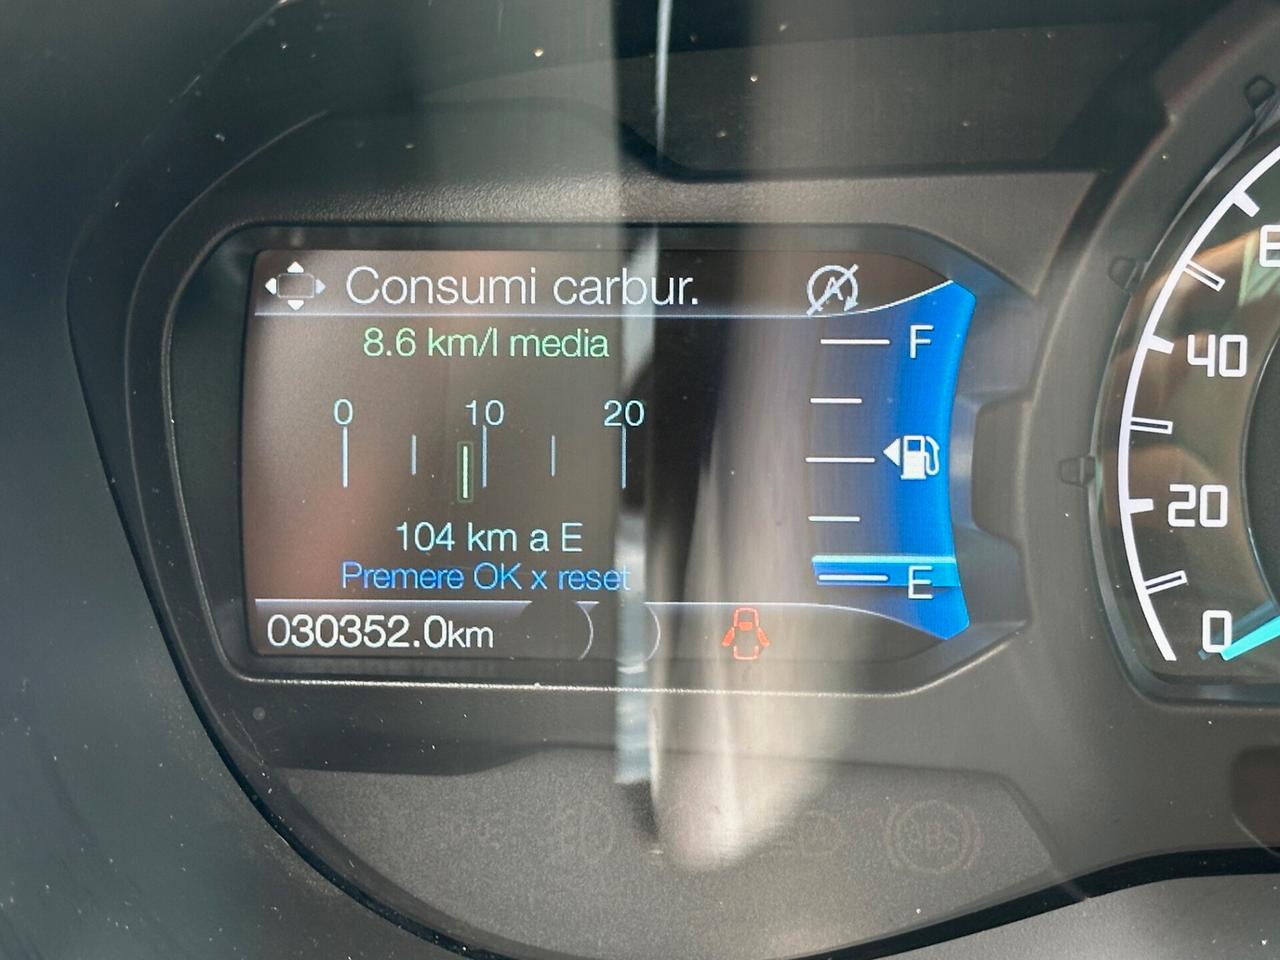 Consumi carbur.
8.6 km/l media
F
0 10 20
104 km a E
Premere OK x reset
E
030352.0km
40
20
0
ABS